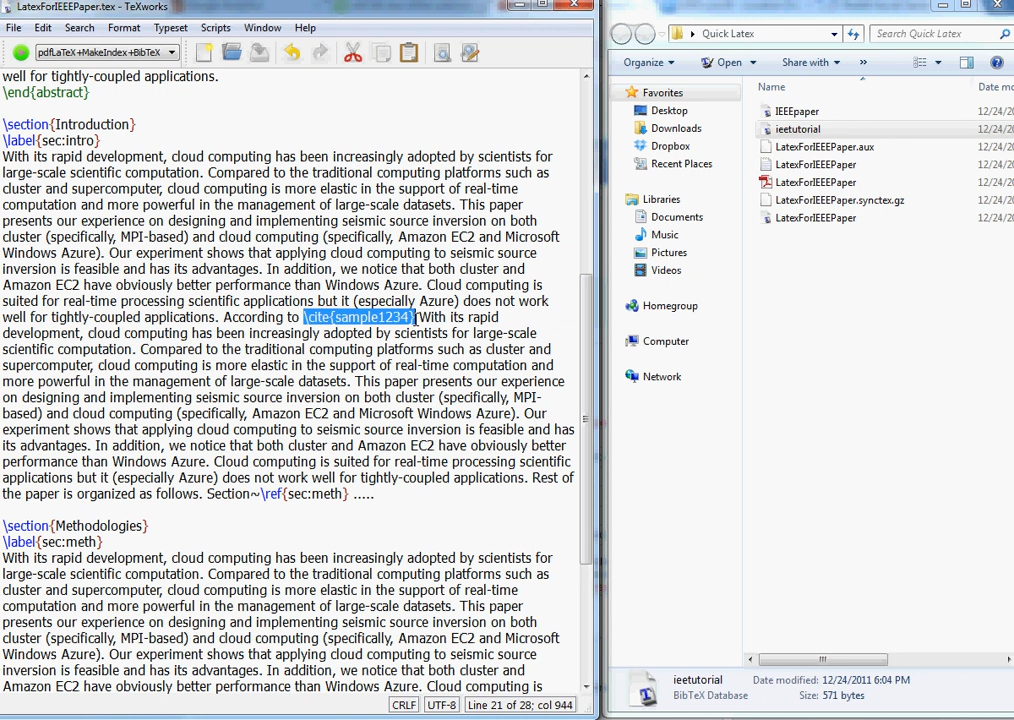 LatexForIEEEPaper.tex - TeXworks
File Edit Search Format Typeset Scripts Window Help
pdfLaTeX+MakeIndex+BibTeX
well for tightly-coupled applications.
\end{abstract}
\section{Introduction}
\label{sec:intro}
With its rapid development, cloud computing has been increasingly adopted by scientists for
large-scale scientific computation. Compared to the traditional computing platforms such as
cluster and supercomputer, cloud computing is more elastic in the support of real-time
computation and more powerful in the management of large-scale datasets. This paper
presents our experience on designing and implementing seismic source inversion on both
cluster (specifically, MPI-based) and cloud computing (specifically, Amazon EC2 and Microsoft
Windows Azure). Our experiment shows that applying cloud computing to seismic source
inversion is feasible and has its advantages. In addition, we notice that both cluster and
Amazon EC2 have obviously better performance than Windows Azure. Cloud computing is
suited for real-time processing scientific applications but it (especially Azure) does not work
well for tightly-coupled applications. According to \cite{sample1234} With its rapid
development, cloud computing has been increasingly adopted by scientists for large-scale
scientific computation. Compared to the traditional computing platforms such as cluster and
supercomputer, cloud computing is more elastic in the support of real-time computation and
more powerful in the management of large-scale datasets. This paper presents our experience
on designing and implementing seismic source inversion on both cluster (specifically, MPI-
based) and cloud computing (specifically, Amazon EC2 and Microsoft Windows Azure). Our
experiment shows that applying cloud computing to seismic source inversion is feasible and has
its advantages. In addition, we notice that both cluster and Amazon EC2 have obviously better
performance than Windows Azure. Cloud computing is suited for real-time processing scientific
applications but it (especially Azure) does not work well for tightly-coupled applications. Rest of
the paper is organized as follows. Section~\ref{sec:meth} .....
\section{Methodologies}
\label{sec:meth}
With its rapid development, cloud computing has been increasingly adopted by scientists for
large-scale scientific computation. Compared to the traditional computing platforms such as
cluster and supercomputer, cloud computing is more elastic in the support of real-time
computation and more powerful in the management of large-scale datasets. This paper
presents our experience on designing and implementing seismic source inversion on both
cluster (specifically, MPI-based) and cloud computing (specifically, Amazon EC2 and Microsoft
Windows Azure). Our experiment shows that applying cloud computing to seismic source
inversion is feasible and has its advantages. In addition, we notice that both cluster and
Amazon EC2 have obviously better performance than Windows Azure. Cloud computing is
CRLF UTF-8 Line 21 of 28; col 944
Quick Latex
Search Quick Latex
Organize Open Share with »
Favorites
Desktop
Downloads
Dropbox
Recent Places
Libraries
Documents
Music
Pictures
Videos
Homegroup
Computer
Network
Name Date mo
IEEEpaper 12/24/20
ieetutorial 12/24/20
LatexForIEEEPaper.aux 12/24/20
LatexForIEEEPaper 12/24/20
LatexForIEEEPaper 12/24/20
LatexForIEEEPaper.synctex.gz 12/24/20
LatexForIEEEPaper 12/24/20
ieetutorial Date modified: 12/24/2011 6:04 PM
BibTeX Database Size: 571 bytes